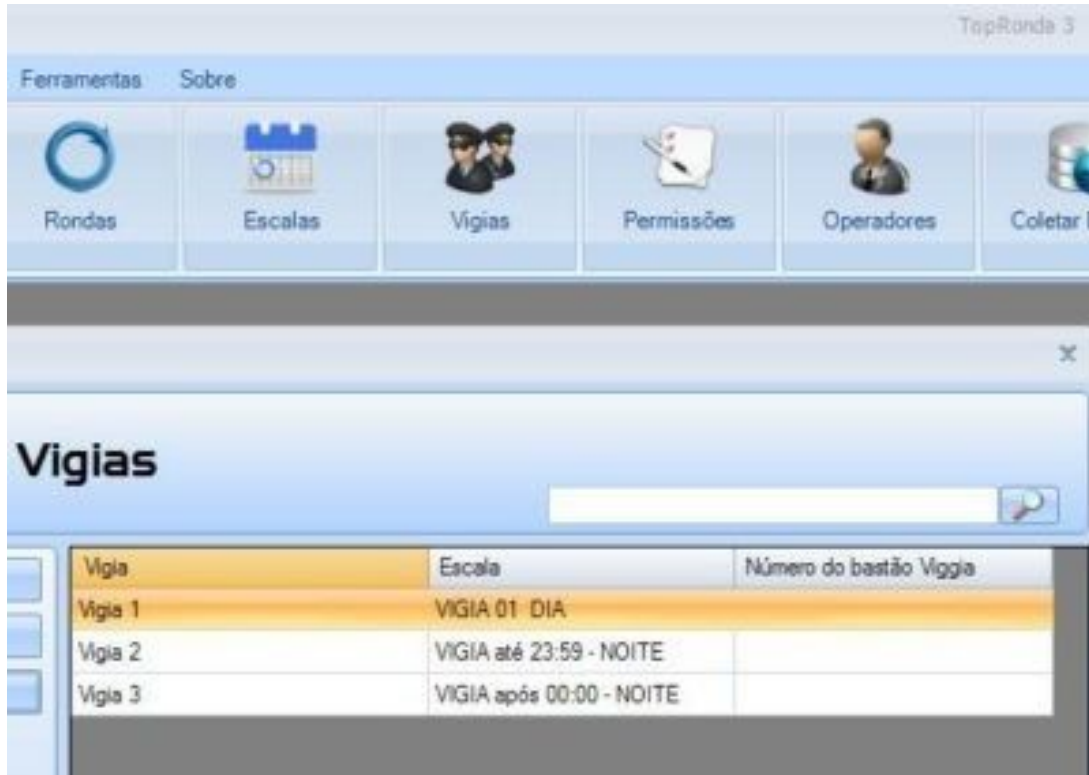 TopRonda 3
Ferramentas Sobre
Rondas Escalas Vigias Permissões Operadores Coletar
Vigias
Vigia Escala Número do bastão Viggia
Vigia 1 VIGIA 01 DIA
Vigia 2 VIGIA até 23:59 - NOITE
Vigia 3 VIGIA após 00:00 - NOITE